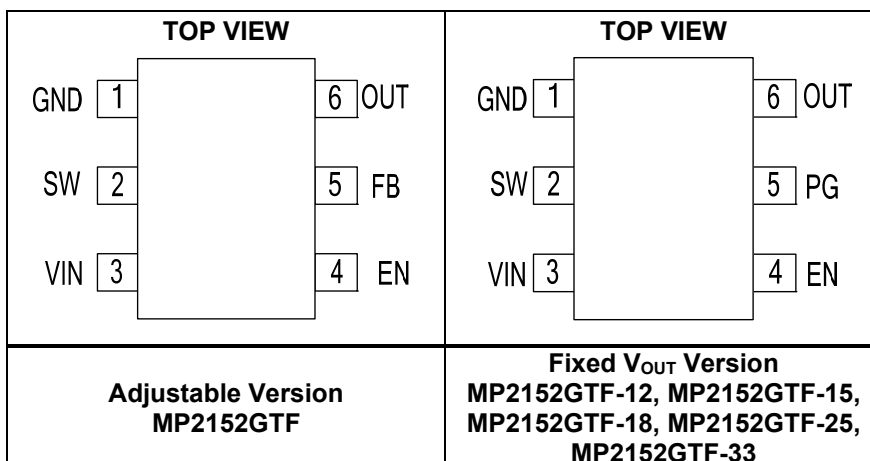 TOP VIEW
GND 1 6 OUT
SW 2 5 FB
VIN 3 4 EN
Adjustable Version
MP2152GTF
TOP VIEW
GND 1 6 OUT
SW 2 5 PG
VIN 3 4 EN
Fixed VOUT Version
MP2152GTF-12, MP2152GTF-15,
MP2152GTF-18, MP2152GTF-25,
MP2152GTF-33